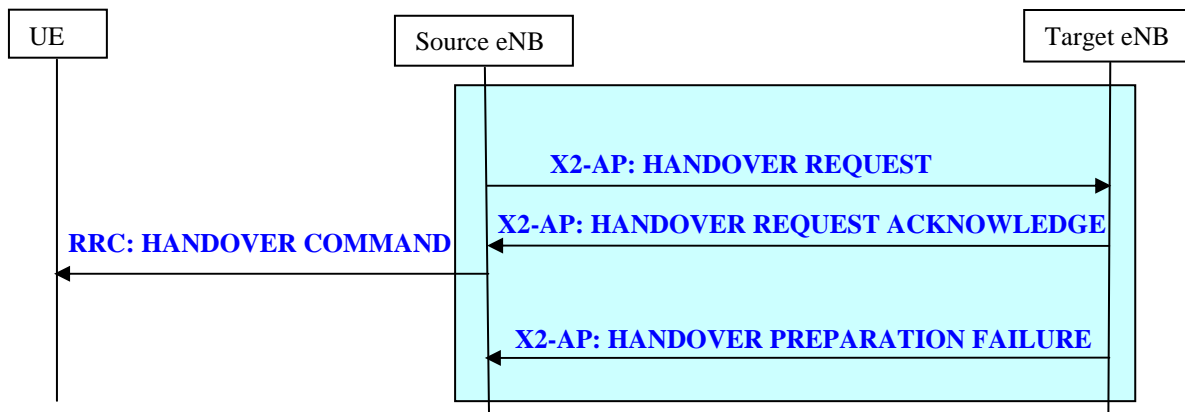 UE
Source eNB
Target eNB
X2-AP: HANDOVER REQUEST
X2-AP: HANDOVER REQUEST ACKNOWLEDGE
RRC: HANDOVER COMMAND
X2-AP: HANDOVER PREPARATION FAILURE